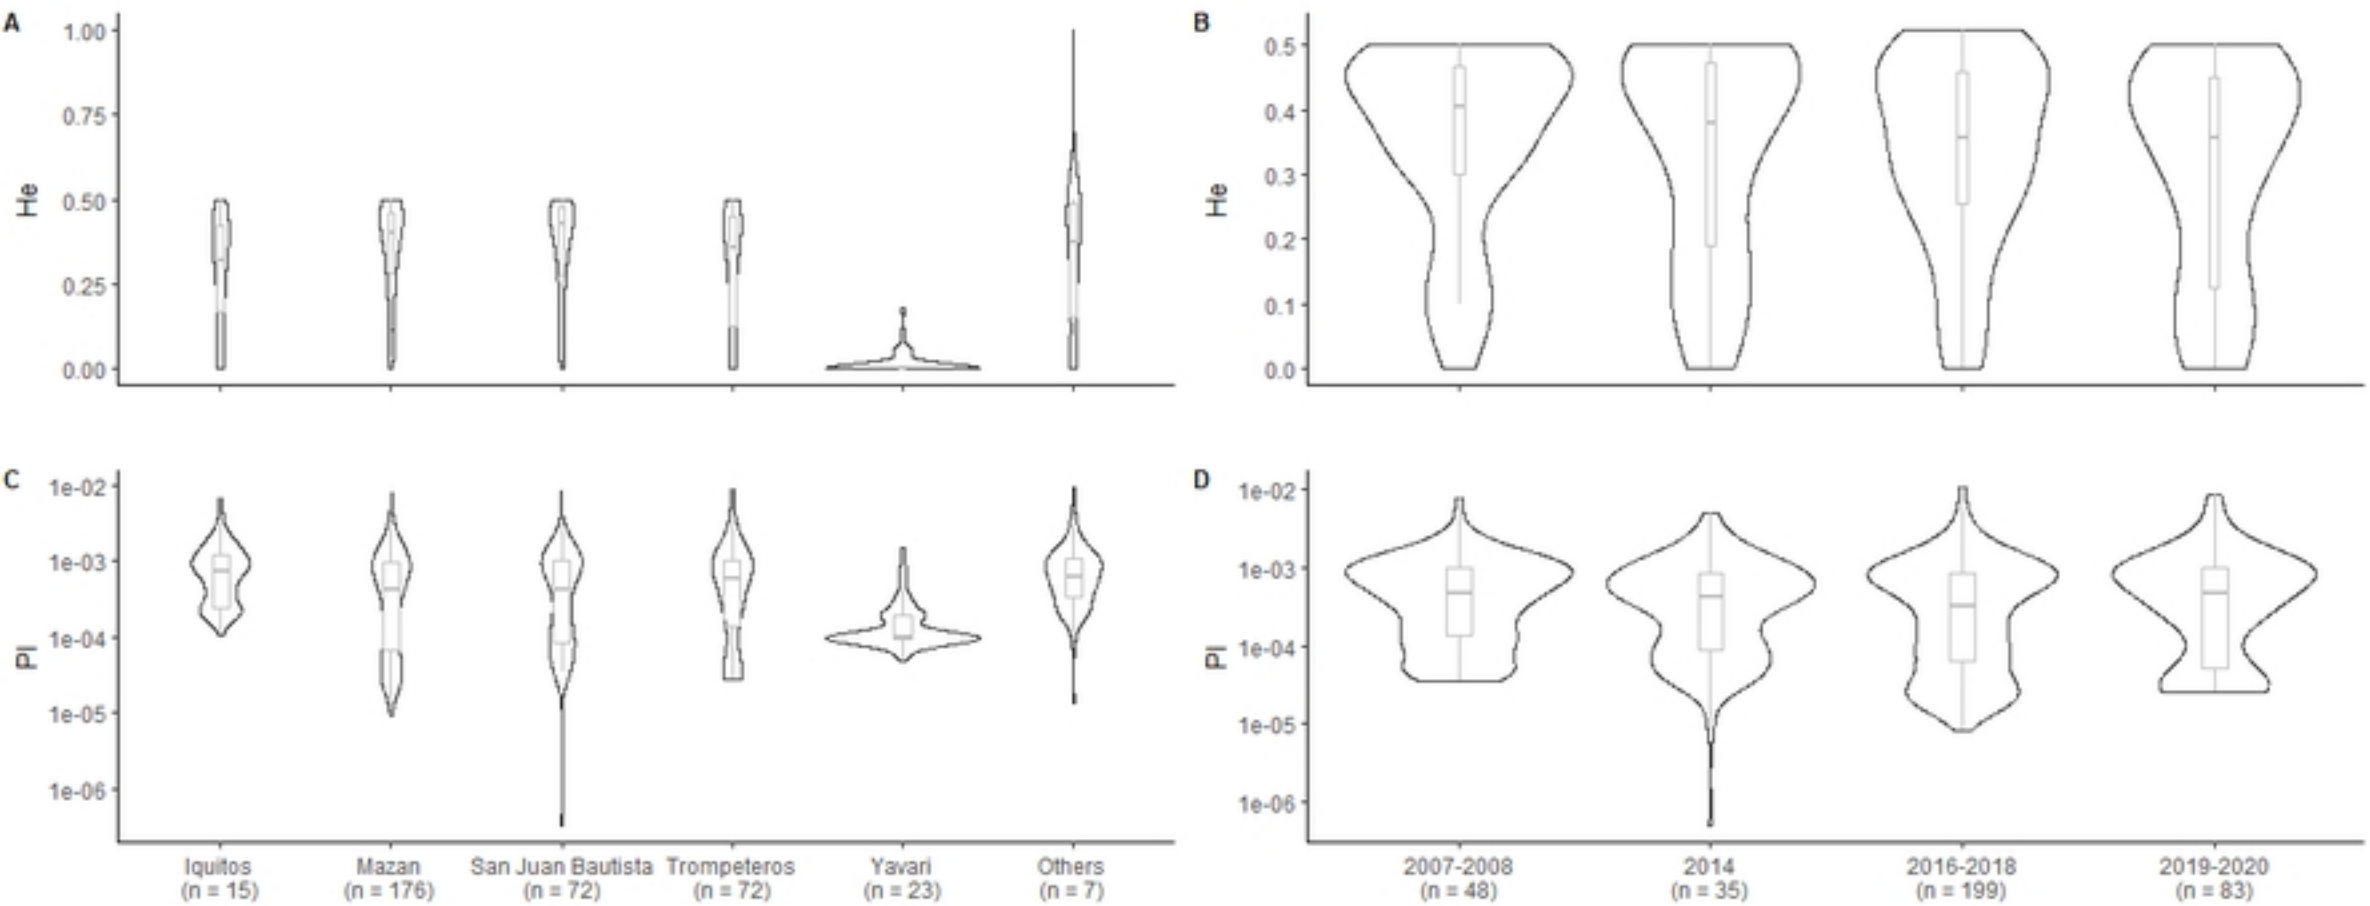 A
He
1.00
0.75
0.50
0.25
0.00
B
He
0.5
0.4
0.3
0.2
0.1
0.0
C
PI
1e-02
1e-03
1e-04
1e-05
1e-06
Iquitos Mazan San Juan Bautista Trompeteros Yavari Others
(n = 15) (n = 176) (n = 72) (n = 72) (n = 23) (n = 7)
D
PI
1e-02
1e-03
1e-04
1e-05
1e-06
2007-2008 2014 2016-2018 2019-2020
(n = 48) (n = 35) (n = 199) (n = 83)